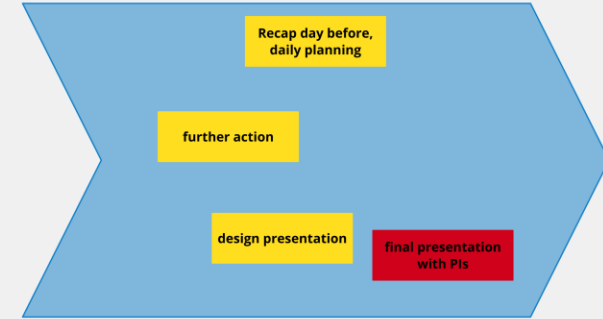 Recap day before,
daily planning
further action
design presentation
final presentation
with PIs